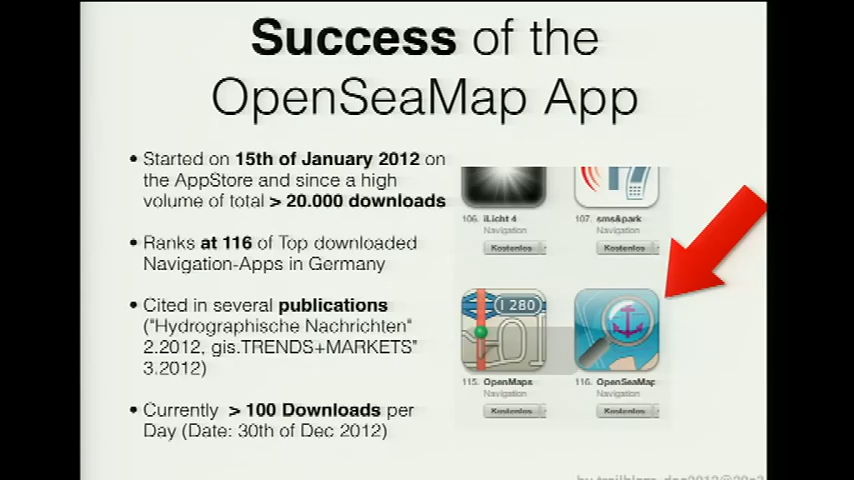 Success of the
OpenSeaMap App
• Started on 15th of January 2012 on
the AppStore and since a high
volume of total > 20.000 downloads
• Ranks at 116 of Top downloaded
Navigation-Apps in Germany
• Cited in several publications
("Hydrographische Nachrichten"
2.2012, gis.TRENDS+MARKETS"
3.2012)
• Currently > 100 Downloads per
Day (Date: 30th of Dec 2012)
106. iLicht 4
Navigation
Kostenlos
107. sms&park
Navigation
Kostenlos
I 280
115. OpenMaps
Navigation
Kostenlos
116. OpenSeaMap
Navigation
Kostenlos